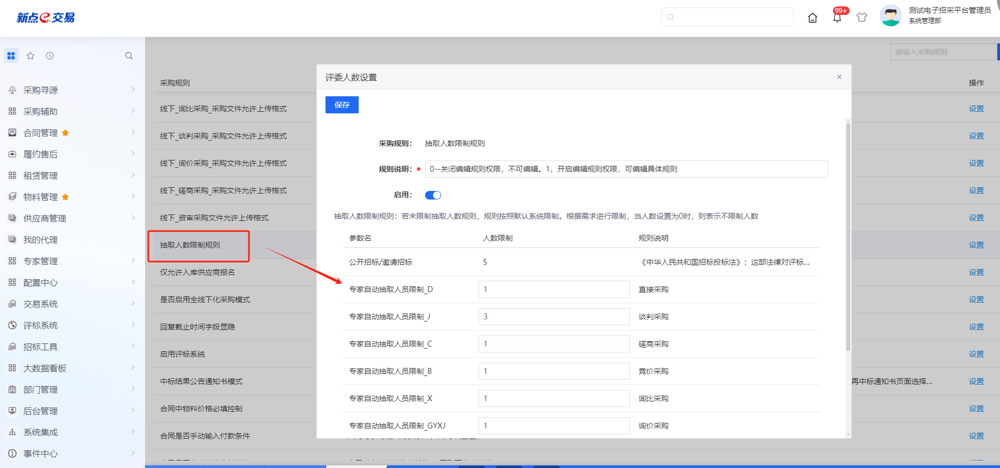 新点e交易
99+
测试电子招采平台管理员
系统管理部
采购寻源
采购辅助
合同管理
履约售后
租赁管理
物料管理
供应商管理
我的代理
专家管理
配置中心
交易系统
评标系统
招标工具
大数据看板
部门管理
后台管理
系统集成
事件中心
请输入采购规则
采购规则
操作
线下_询比采购_采购文件允许上传格式
设置
线下_谈判采购_采购文件允许上传格式
设置
线下_询价采购_采购文件允许上传格式
设置
线下_磋商采购_采购文件允许上传格式
设置
线下_资审采购文件允许上传格式
设置
抽取人数限制规则
设置
仅允许入库供应商报名
设置
是否启用全线下化采购模式
设置
回复截止时间字段显隐
设置
启用评标系统
设置
中标结果公告通知书模式
再中标通知书页面选择...
设置
合同中物料价格必填控制
设置
合同是否手动输入付款条件
设置
评委人数设置
×
保存
采购规则：
抽取人数限制规则
规则说明：*
0--关闭编辑规则权限，不可编辑。1，开启编辑规则权限，可编辑具体规则
启用：
抽取人数限制规则：若未限制抽取人数规则，规则按照默认系统限制。根据需求进行限制，当人数设置为0时，则表示不限制人数
参数名 人数限制 规则说明
公开招标/邀请招标 5 《中华人民共和国招标投标法》：这部法律对评标...
专家自动抽取人员限制_D 1 直接采购
专家自动抽取人员限制_J 3 谈判采购
专家自动抽取人员限制_C 1 磋商采购
专家自动抽取人员限制_B 1 竞价采购
专家自动抽取人员限制_X 1 询比采购
专家自动抽取人员限制_GYXJ 1 询价采购